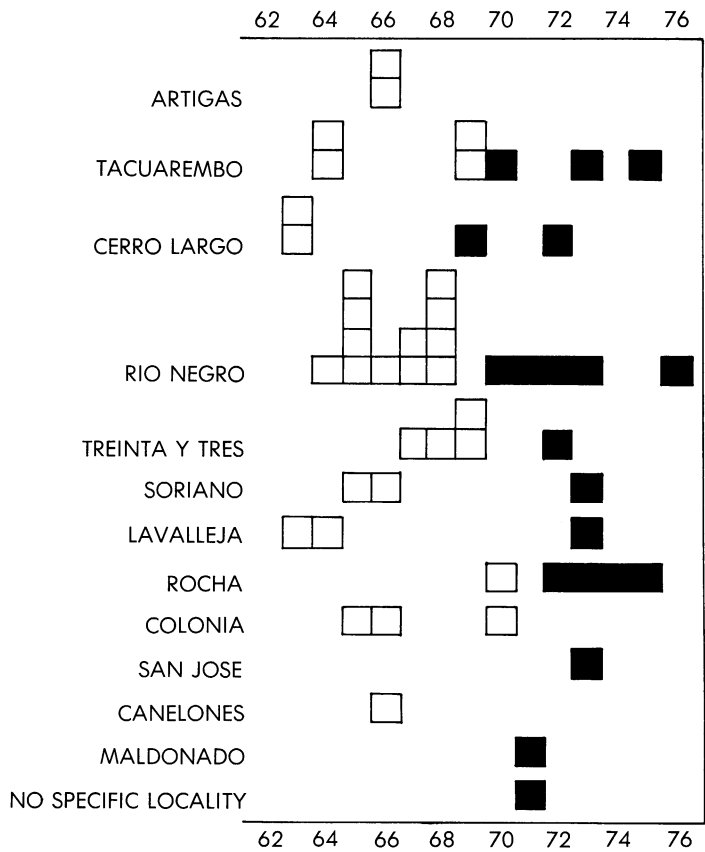 62 64 66 68 70 72 74 76
ARTIGAS
TACUAREMBO
CERRO LARGO
RIO NEGRO
TREINTA Y TRES
SORIANO
LAVALLEJA
ROCHA
COLONIA
SAN JOSE
CANELONES
MALDONADO
NO SPECIFIC LOCALITY
62 64 66 68 70 72 74 76